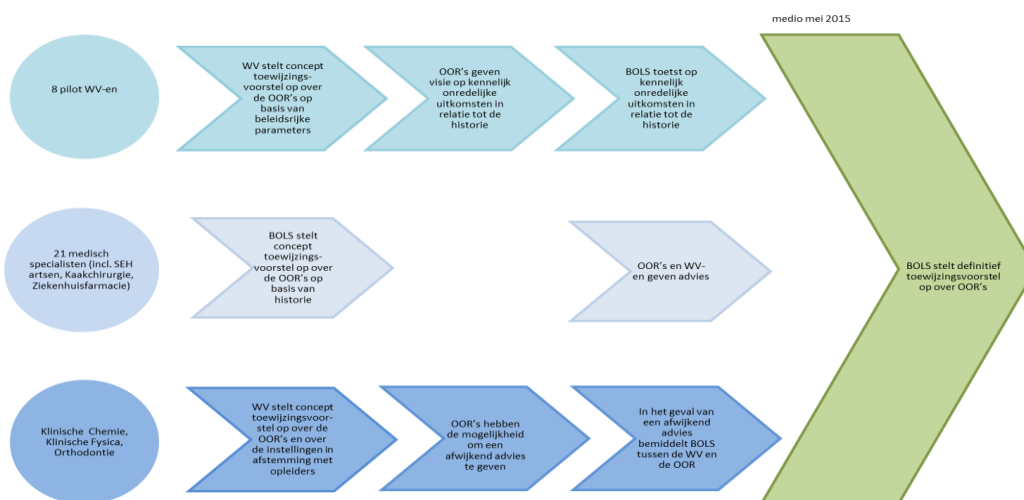 medio mei 2015
8 pilot WV-en
WV stelt concept
toewijzings-
voorstel op over
de OOR's op
basis van
beleidsrijke
parameters
OOR's geven
visie op kennelijk
onredelijke
uitkomsten in
relatie tot de
historie
BOLS toetst op
kennelijk
onredelijke
uitkomsten in
relatie tot de
historie
21 medisch
specialisten (incl. SEH
artsen, Kaakchirurgie,
Ziekenhuisfarmacie)
BOLS stelt
concept
toewijzings-
voorstel op over
de OOR's op
basis van
historie
OOR's en WV-
en geven advies
BOLS stelt definitief
toewijzingsvoorstel
op over OOR's
Klinische Chemie,
Klinische Fysica,
Orthodontie
WV stelt concept
toewijzingsvoor-
stel op over de
OOR's en over
de instellingen in
afstemming met
opleiders
OOR's hebben
de mogelijkheid
om een
afwijkend advies
te geven
In het geval van
een afwijkend
advies
bemiddelt BOLS
tussen de WV en
de OOR